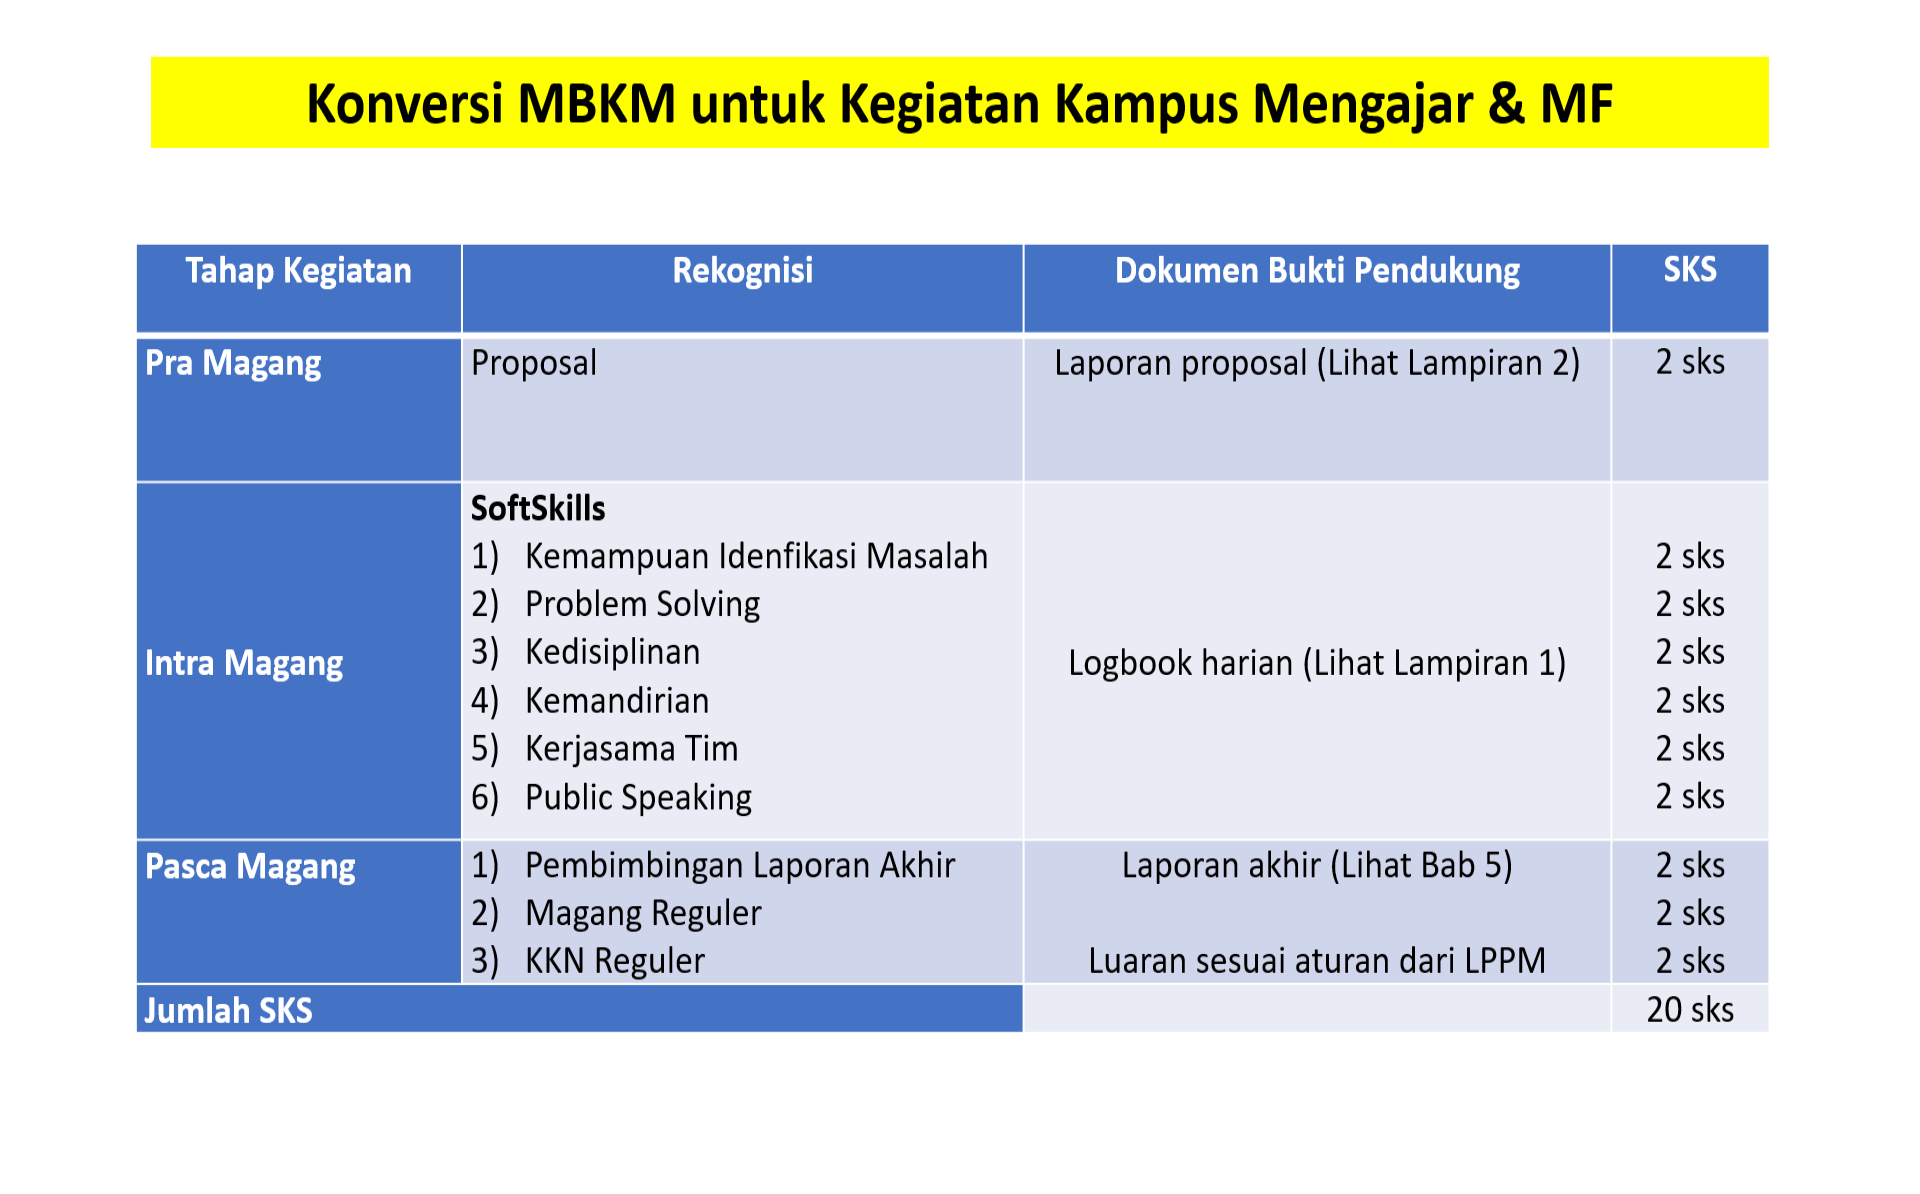 Konversi MBKM untuk Kegiatan Kampus Mengajar & MF
Tahap Kegiatan Rekognisi Dokumen Bukti Pendukung SKS
Pra Magang Proposal Laporan proposal (Lihat Lampiran 2) 2 sks
SoftSkills
1) Kemampuan Idenfikasi Masalah 2 sks
2) Problem Solving 2 sks
3) Kedisiplinan 2 sks
Intra Magang Logbook harian (Lihat Lampiran 1)
4) Kemandirian 2 sks
5) Kerjasama Tim 2 sks
6) Public Speaking 2 sks
Pasca Magang 1) Pembimbingan Laporan Akhir Laporan akhir (Lihat Bab 5) 2 sks
2) Magang Reguler 2 sks
3) KKN Reguler Luaran sesuai aturan dari LPPM 2 sks
Jumlah SKS 20 sks